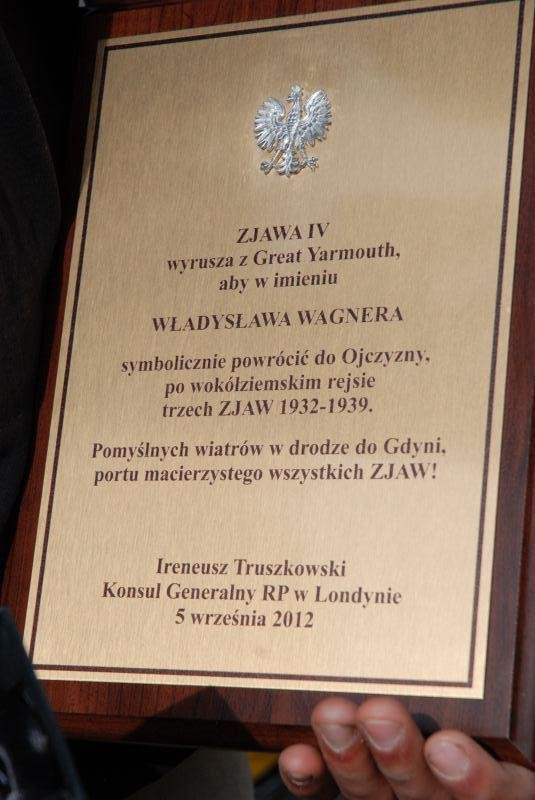 ZJAWA IV
wyrusza z Great Yarmouth,
aby w imieniu
WŁADYSŁAWA WAGNERA
symbolicznie powrócić do Ojczyzny,
po wokółziemskim rejsie
trzech ZJAW 1932-1939.
Pomyślnych wiatrów w drodze do Gdyni,
portu macierzystego wszystkich ZJAW!
Ireneusz Truszkowski
Konsul Generalny RP w Londynie
5 września 2012